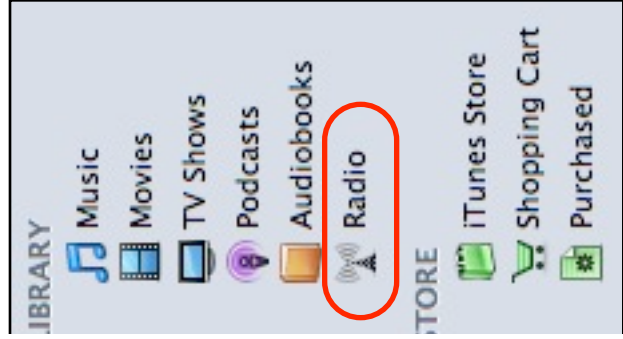 LIBRARY
Music
Movies
TV Shows
Podcasts
Audiobooks
Radio
STORE
iTunes Store
Shopping Cart
Purchased